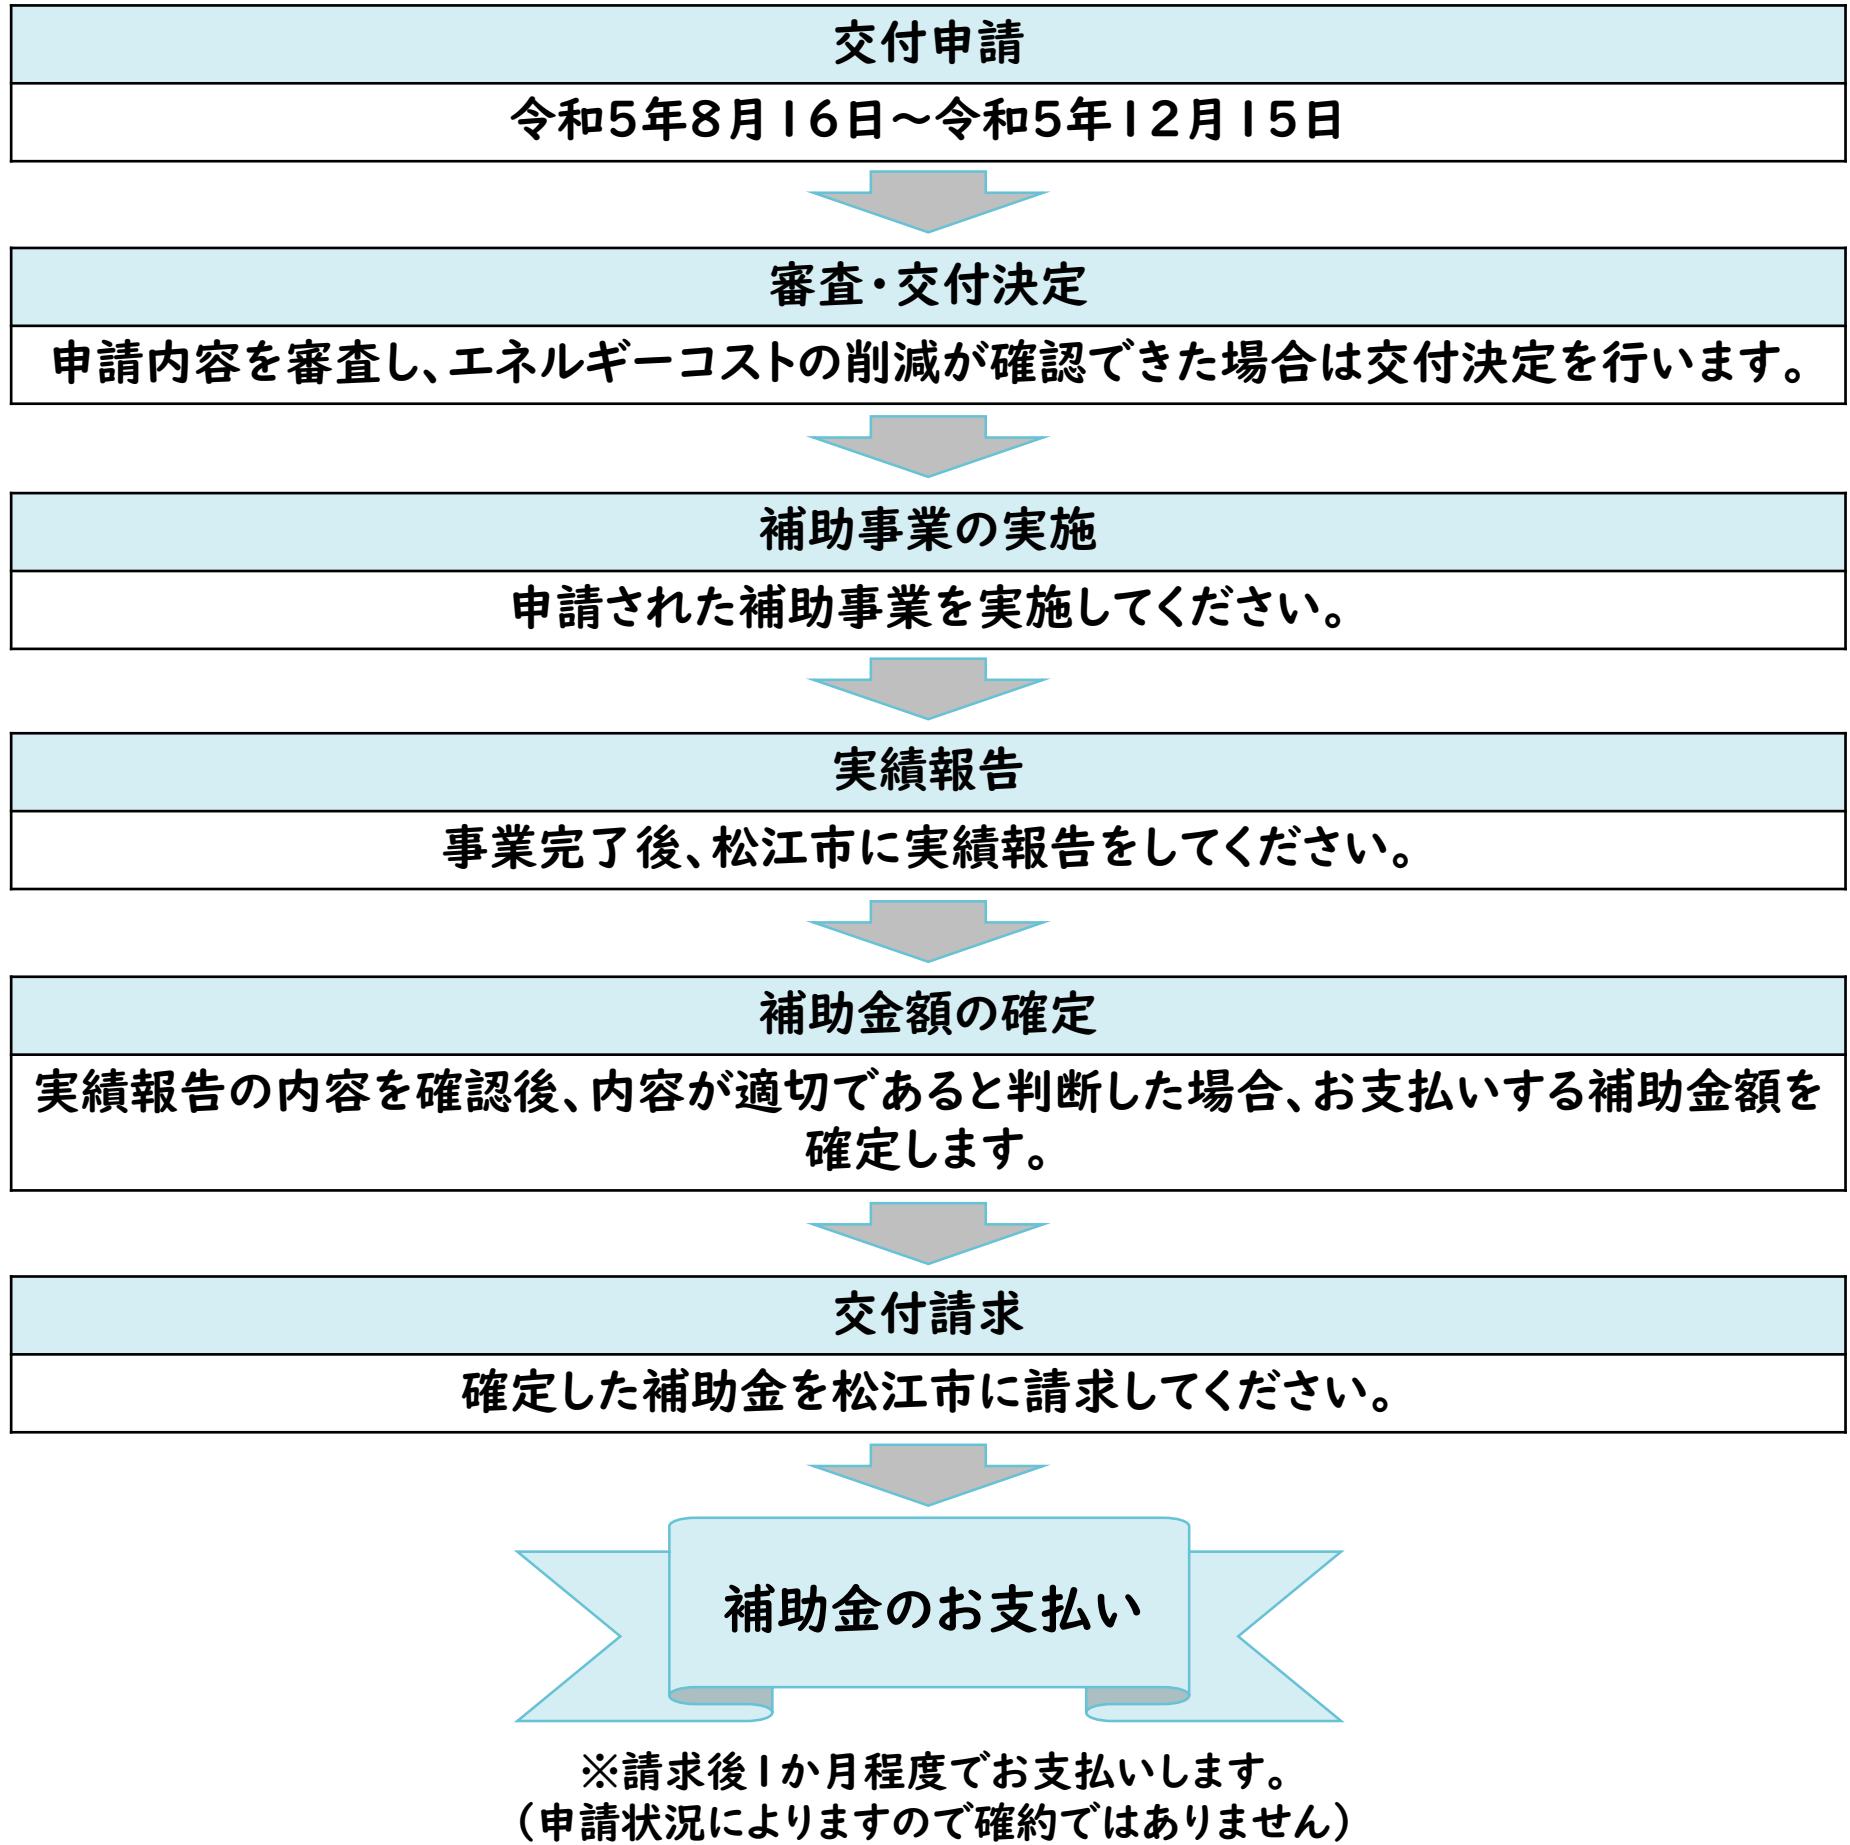 交付申請
令和5年8月16日～令和5年12月15日
審査・交付決定
申請内容を審査し、エネルギーコストの削減が確認できた場合は交付決定を行います。
補助事業の実施
申請された補助事業を実施してください。
実績報告
事業完了後、松江市に実績報告をしてください。
補助金額の確定
実績報告の内容を確認後、内容が適切であると判断した場合、お支払いする補助金額を
確定します。
交付請求
確定した補助金を松江市に請求してください。
補助金のお支払い
※請求後1か月程度でお支払いします。
（申請状況によりますので確約ではありません）